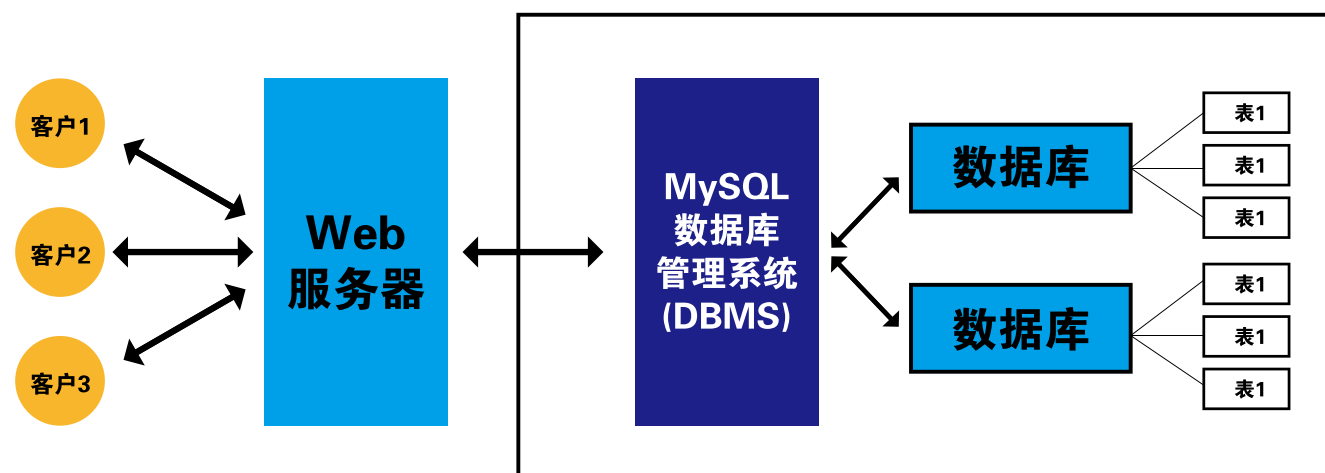 客户1
客户2
客户3
Web
服务器
MySQL
数据库
管理系统
(DBMS)
数据库
表1
表1
表1
数据库
表1
表1
表1